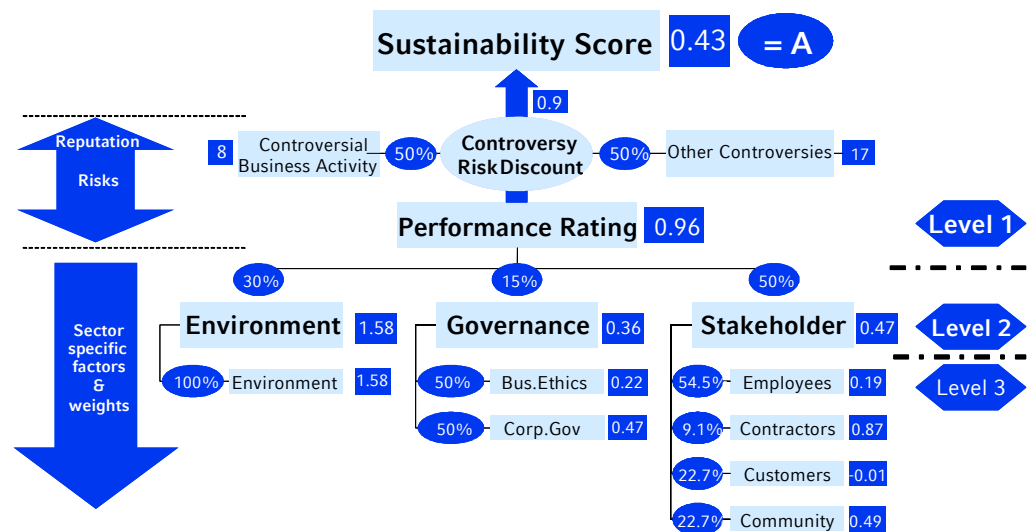 Sustainability Score 0.43 = A
0.9
Reputation
Risks
8 Controversial
Business Activity
50%
Controversy
RiskDiscount
50%
Other Controversies 17
Performance Rating 0.96
Level 1
30% 15% 50%
Environment 1.58 Governance 0.36 Stakeholder 0.47
Level 2
Sector
specific
factors
&
weights
100% Environment 1.58 50% Bus.Ethics 0.22 54.5% Employees 0.19
Level 3
50% Corp.Gov 0.47 9.1% Contractors 0.87
22.7% Customers -0.01
22.7% Community 0.49